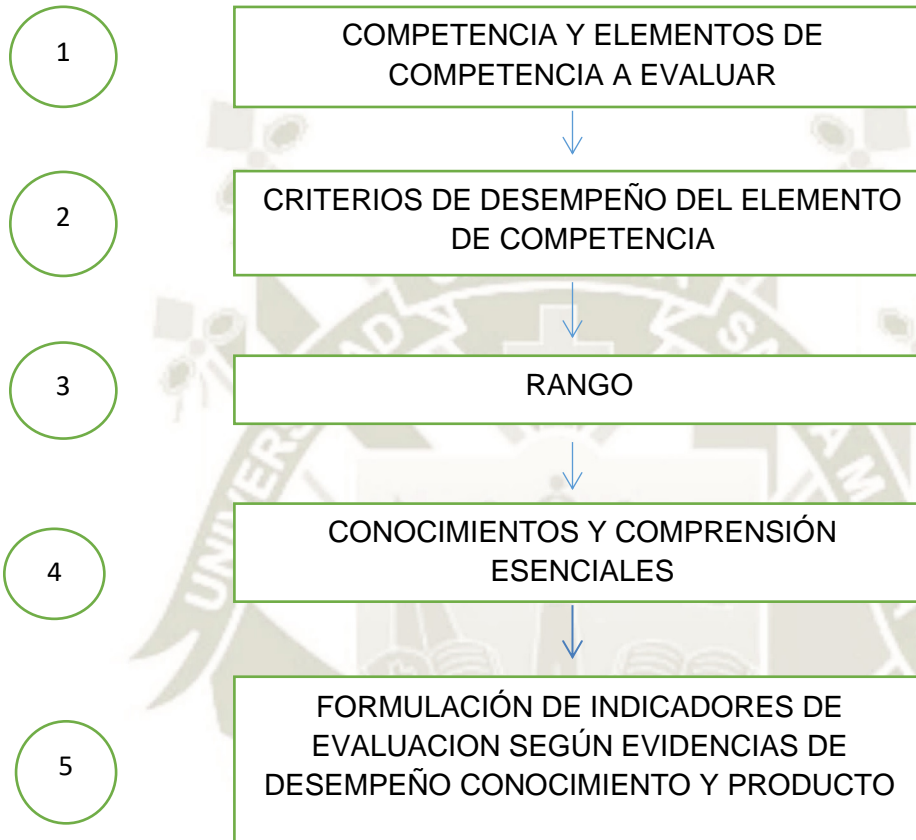 1
COMPETENCIA Y ELEMENTOS DE
COMPETENCIA A EVALUAR
2
CRITERIOS DE DESEMPEÑO DEL ELEMENTO
DE COMPETENCIA
3
RANGO
4
CONOCIMIENTOS Y COMPRENSIÓN
ESENCIALES
5
FORMULACIÓN DE INDICADORES DE
EVALUACION SEGÚN EVIDENCIAS DE
DESEMPEÑO CONOCIMIENTO Y PRODUCTO